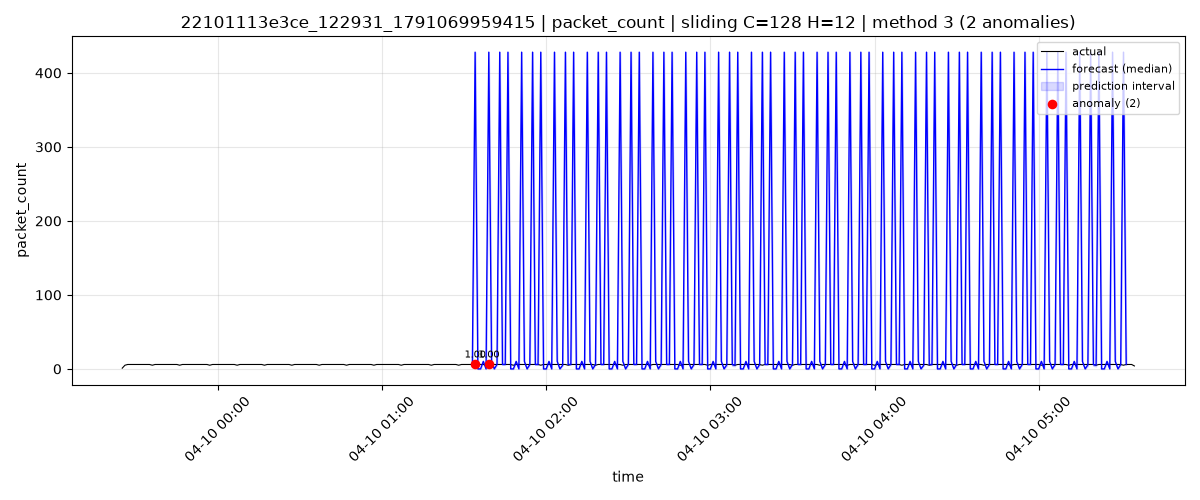 22101113e3ce_122931_1791069959415 | packet_count | sliding C=128 H=12 | method 3 (2 anomalies)
actual
forecast (median)
prediction interval
anomaly (2)
packet_count
400
300
200
100
0
04-10 00:00
04-10 01:00
04-10 02:00
04-10 03:00
04-10 04:00
04-10 05:00
time